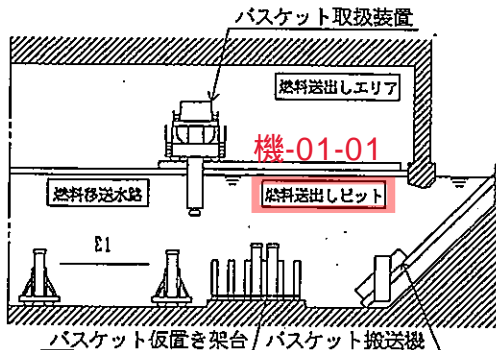 バスケット取扱装置
燃料送出しエリア
機-01-01
燃料移送水路
燃料送出しピット
E1
バスケット仮置き架台
バスケット搬送機